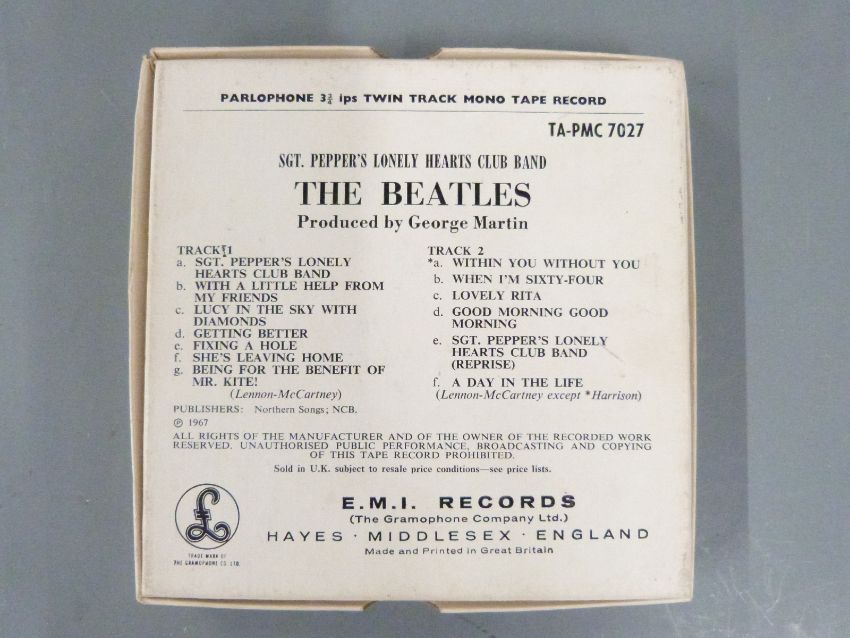 PARLOPHONE 3¾ ips TWIN TRACK MONO TAPE RECORD
TA-PMC 7027
SGT. PEPPER'S LONELY HEARTS CLUB BAND
THE BEATLES
Produced by George Martin
TRACK 1
a. SGT. PEPPER'S LONELY
HEARTS CLUB BAND
b. WITH A LITTLE HELP FROM
MY FRIENDS
c. LUCY IN THE SKY WITH
DIAMONDS
d. GETTING BETTER
e. FIXING A HOLE
f. SHE'S LEAVING HOME
g. BEING FOR THE BENEFIT OF
MR. KITE!
(Lennon-McCartney)
TRACK 2
*a. WITHIN YOU WITHOUT YOU
b. WHEN I'M SIXTY-FOUR
c. LOVELY RITA
d. GOOD MORNING GOOD
MORNING
e. SGT. PEPPER'S LONELY
HEARTS CLUB BAND
(REPRISE)
f. A DAY IN THE LIFE
(Lennon-McCartney except *Harrison)
PUBLISHERS: Northern Songs; NCB.
℗ 1967
ALL RIGHTS OF THE MANUFACTURER AND OF THE OWNER OF THE RECORDED WORK
RESERVED. UNAUTHORISED PUBLIC PERFORMANCE, BROADCASTING AND COPYING
OF THIS TAPE RECORD PROHIBITED.
Sold in U.K. subject to resale price conditions—see price lists.
£
TRADE MARK OF
THE GRAMOPHONE CO. LTD.
E.M.I. RECORDS
(The Gramophone Company Ltd.)
HAYES · MIDDLESEX · ENGLAND
Made and Printed in Great Britain